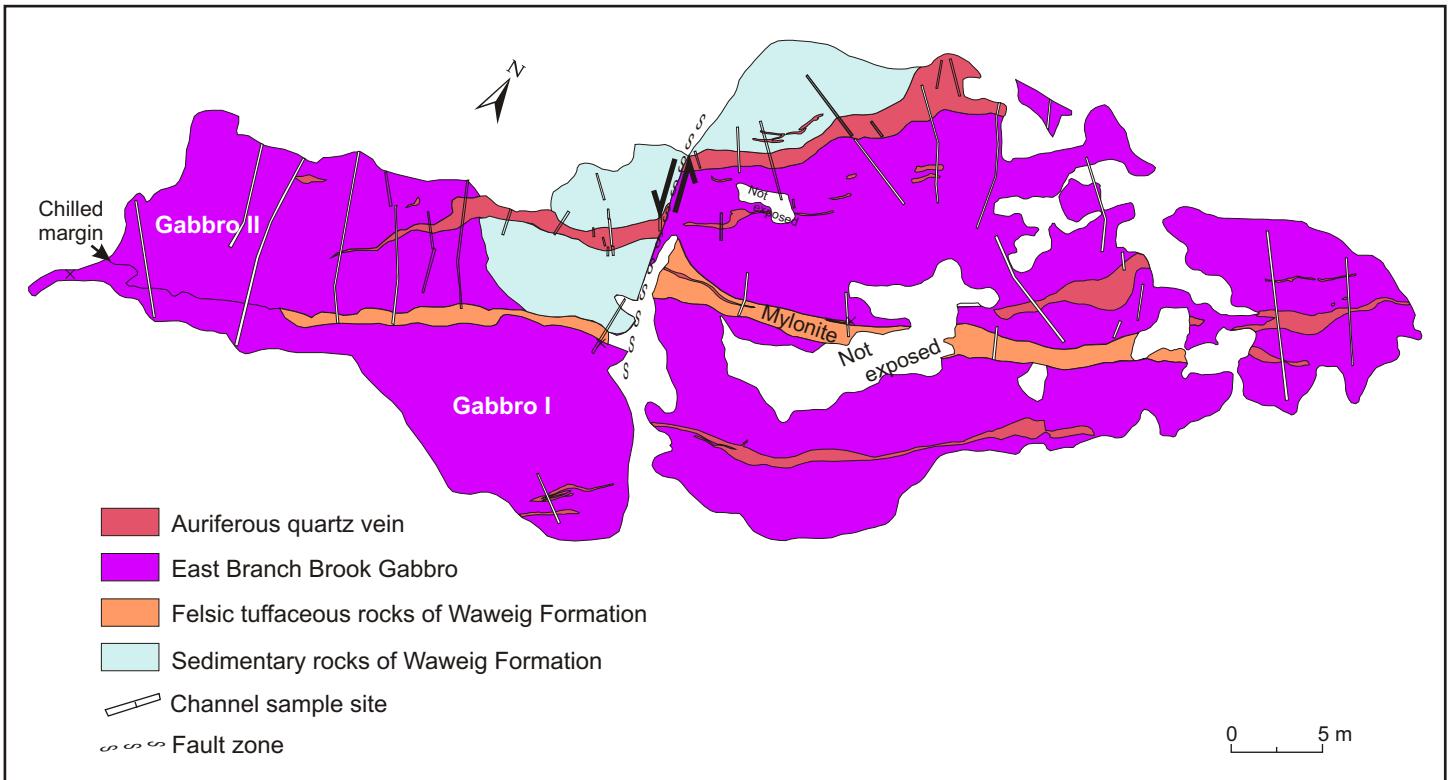 N
Chilled
margin
Gabbro II
Not
exposed
Mylonite
Not
exposed
Gabbro I
Auriferous quartz vein
East Branch Brook Gabbro
Felsic tuffaceous rocks of Waweig Formation
Sedimentary rocks of Waweig Formation
Channel sample site
Fault zone
0 5 m